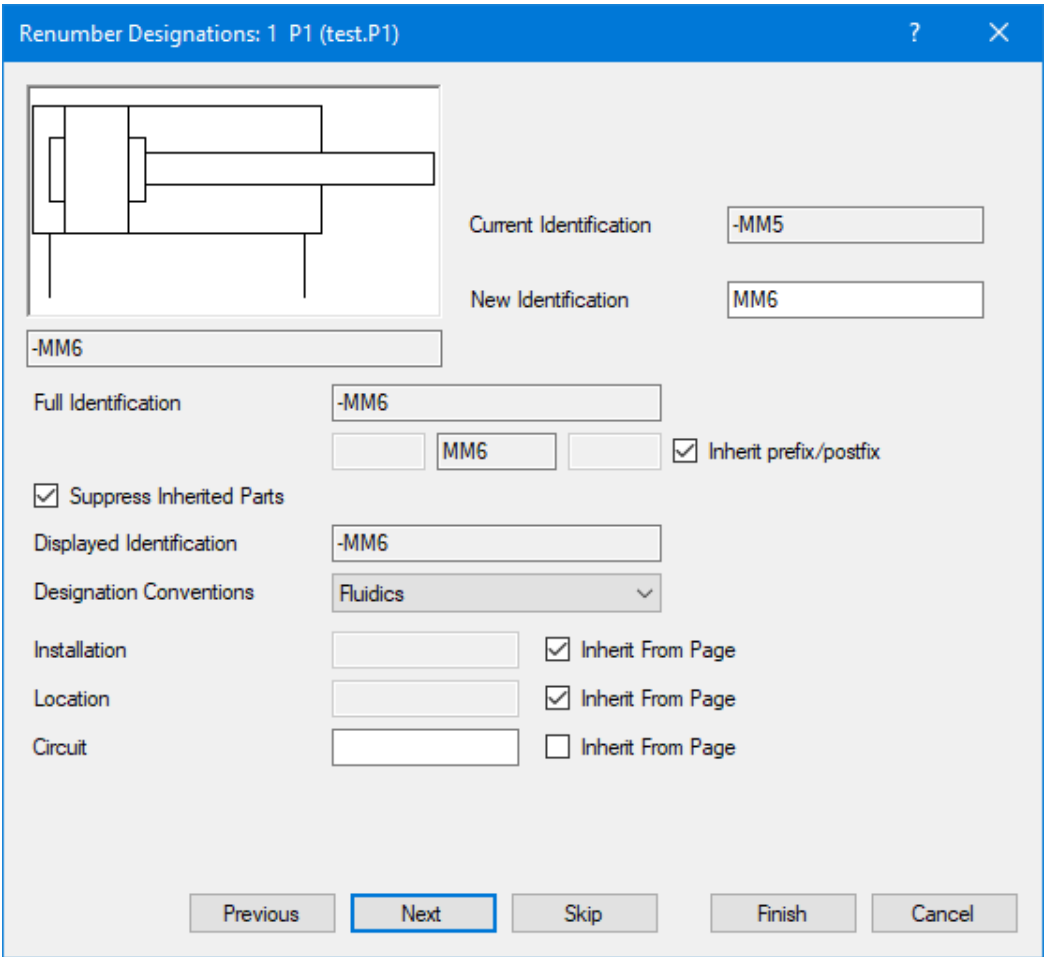 Renumber Designations: 1 P1 (test.P1)
?
Current Identification -MM5
New Identification MM6
-MM6
Full Identification -MM6
MM6 Inherit prefix/postfix
Suppress Inherited Parts
Displayed Identification -MM6
Designation Conventions Fluidics
Installation Inherit From Page
Location Inherit From Page
Circuit Inherit From Page
Previous Next Skip Finish Cancel